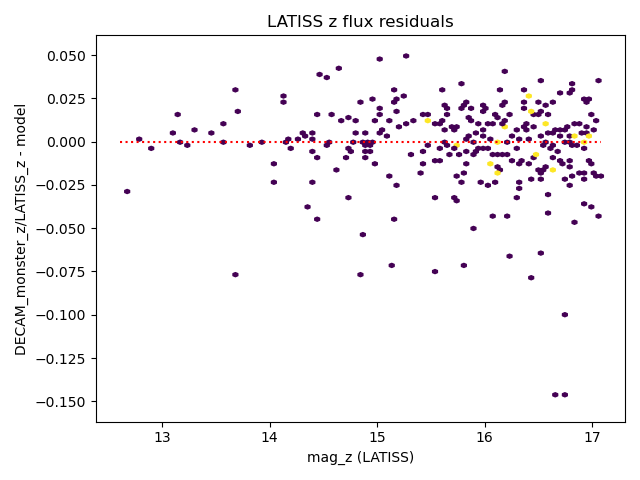 LATISS z flux residuals
DECAM_monster_z/LATISS_z - model
0.050
0.025
0.000
−0.025
−0.050
−0.075
−0.100
−0.125
−0.150
13 14 15 16 17
mag_z (LATISS)